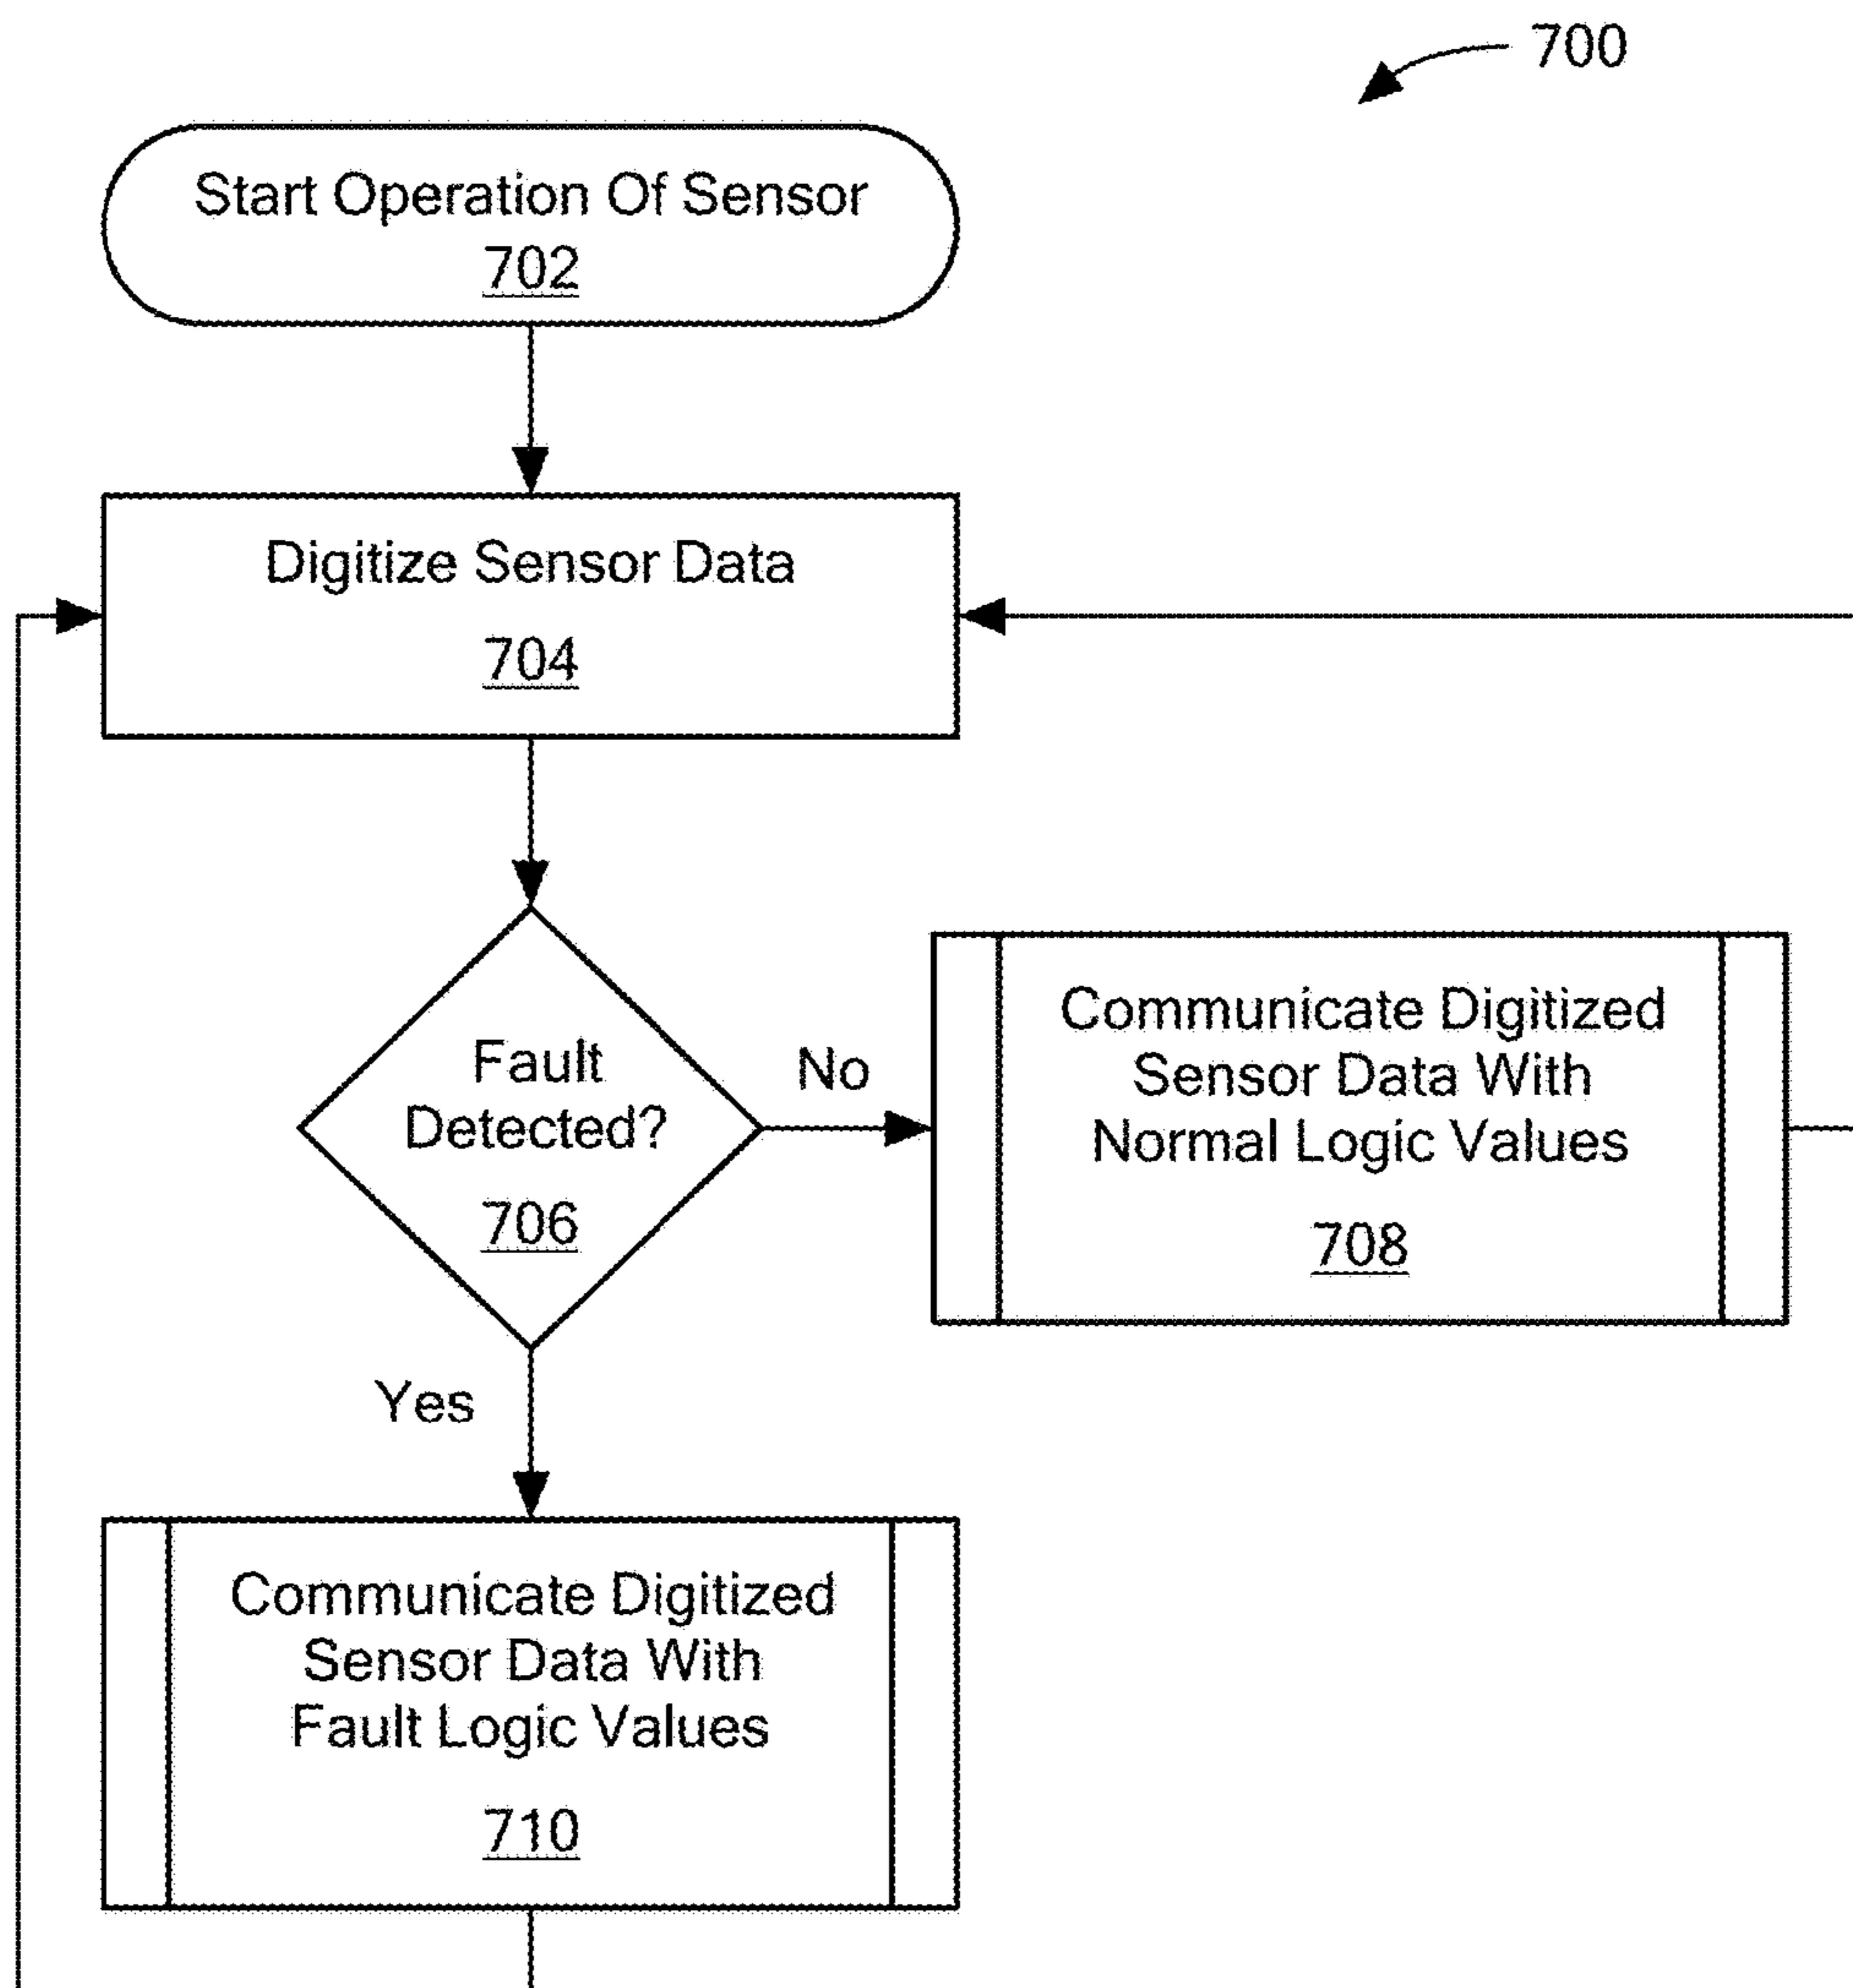 700
Start Operation Of Sensor
702
Digitize Sensor Data
704
Fault
Detected?
706
No
Communicate Digitized
Sensor Data With
Normal Logic Values
708
Yes
Communicate Digitized
Sensor Data With
Fault Logic Values
710